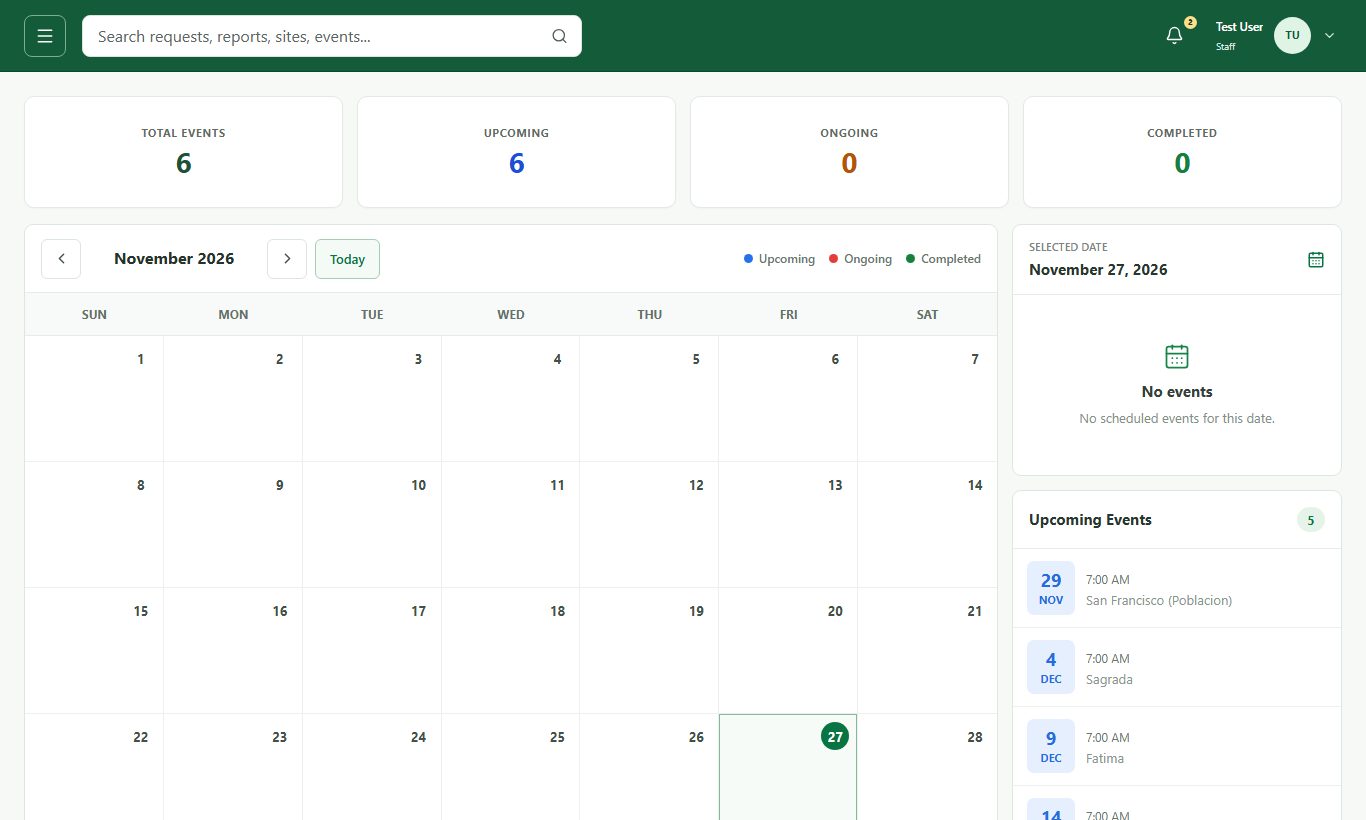 Search requests, reports, sites, events...
2
Test User
Staff
TU
TOTAL EVENTS
6
UPCOMING
6
ONGOING
0
COMPLETED
0
November 2026
Today
Upcoming
Ongoing
Completed
SUN MON TUE WED THU FRI SAT
1 2 3 4 5 6 7
8 9 10 11 12 13 14
15 16 17 18 19 20 21
22 23 24 25 26 27 28
SELECTED DATE
November 27, 2026
No events
No scheduled events for this date.
Upcoming Events
5
29
NOV
7:00 AM
San Francisco (Poblacion)
4
DEC
7:00 AM
Sagrada
9
DEC
7:00 AM
Fatima
14
7:00 AM